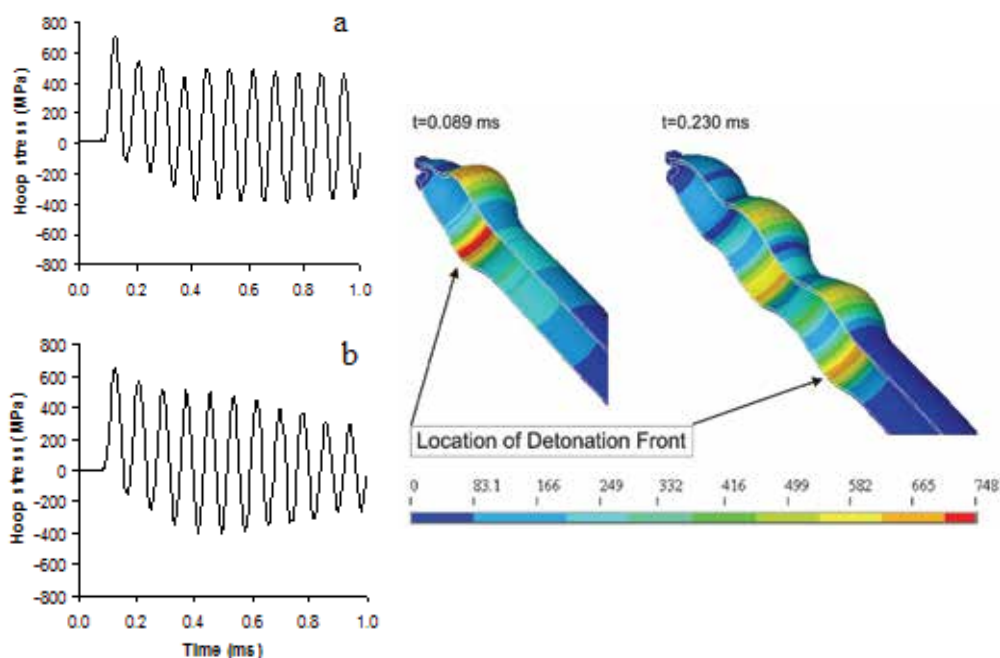 a
Hoop stress (MPa)
800
600
400
200
0
-200
-400
-600
-800
0.0 0.2 0.4 0.6 0.8 1.0
b
Hoop stress (MPa)
800
600
400
200
0
-200
-400
-600
-800
0.0 0.2 0.4 0.6 0.8 1.0
Time (ms)
t=0.089 ms
t=0.230 ms
Location of Detonation Front
0 83.1 166 249 332 416 499 582 665 748